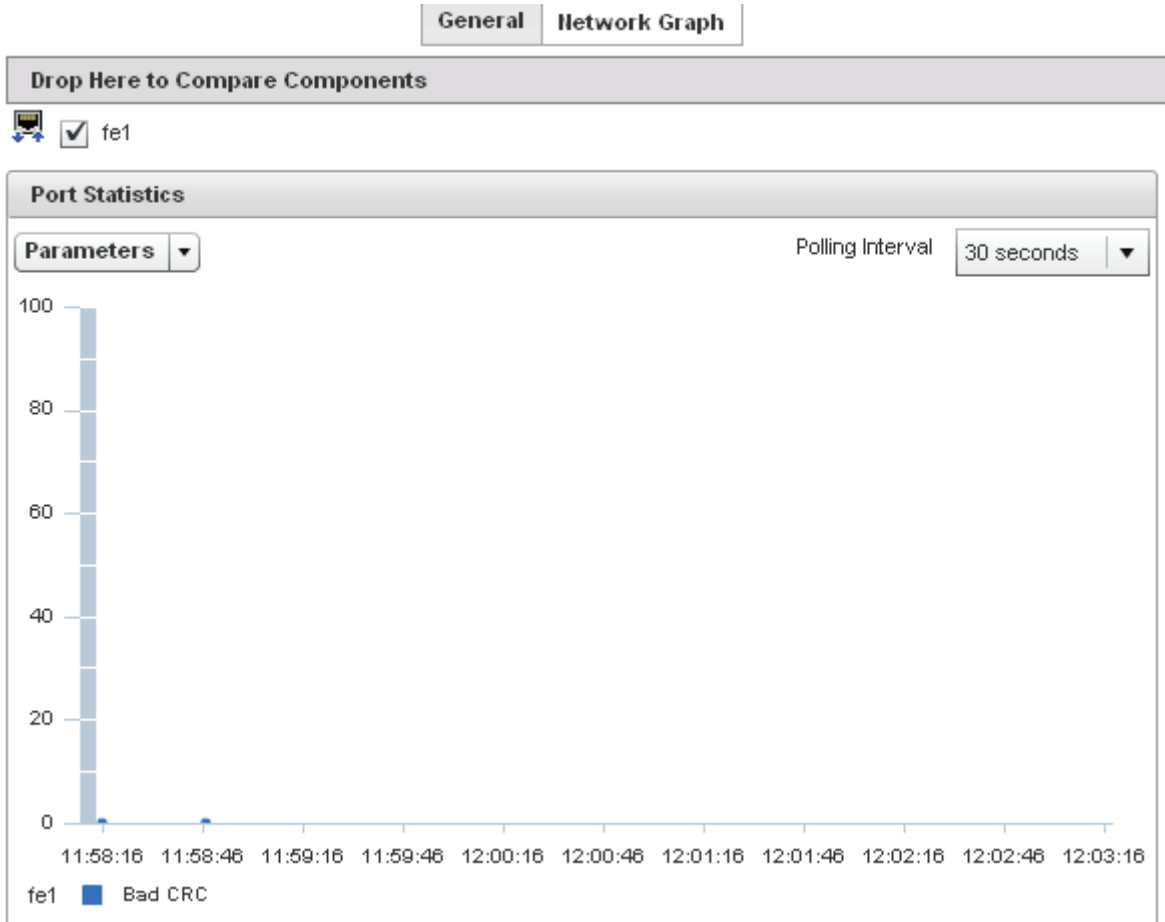 General Network Graph
Drop Here to Compare Components
fe1
Port Statistics
Parameters Polling Interval 30 seconds
100
80
60
40
20
0
11:58:16 11:58:46 11:59:16 11:59:46 12:00:16 12:00:46 12:01:16 12:01:46 12:02:16 12:02:46 12:03:16
fe1 Bad CRC